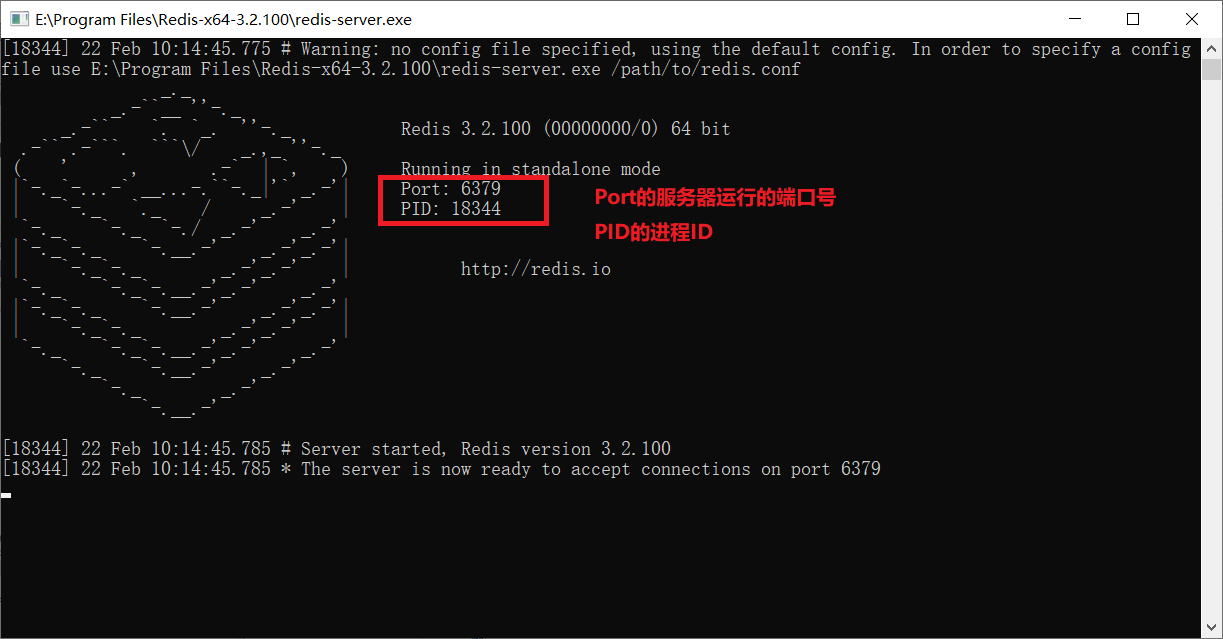 E:\Program Files\Redis-x64-3.2.100\redis-server.exe
[18344] 22 Feb 10:14:45.775 # Warning: no config file specified, using the default config. In order to specify a config
file use E:\Program Files\Redis-x64-3.2.100\redis-server.exe /path/to/redis.conf
Redis 3.2.100 (00000000/0) 64 bit
Running in standalone mode
Port: 6379
Port的服务器运行的端口号
PID: 18344
PID的进程ID
http://redis.io
[18344] 22 Feb 10:14:45.785 # Server started, Redis version 3.2.100
[18344] 22 Feb 10:14:45.785 * The server is now ready to accept connections on port 6379